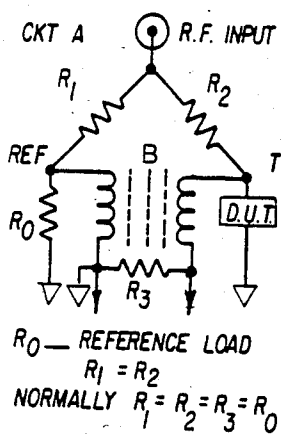 CKT A
R.F. INPUT
R1
R2
REF
B
T
R0
D.U.T.
R3
R0 — REFERENCE LOAD
R1 = R2
NORMALLY R1 = R2 = R3 = R0